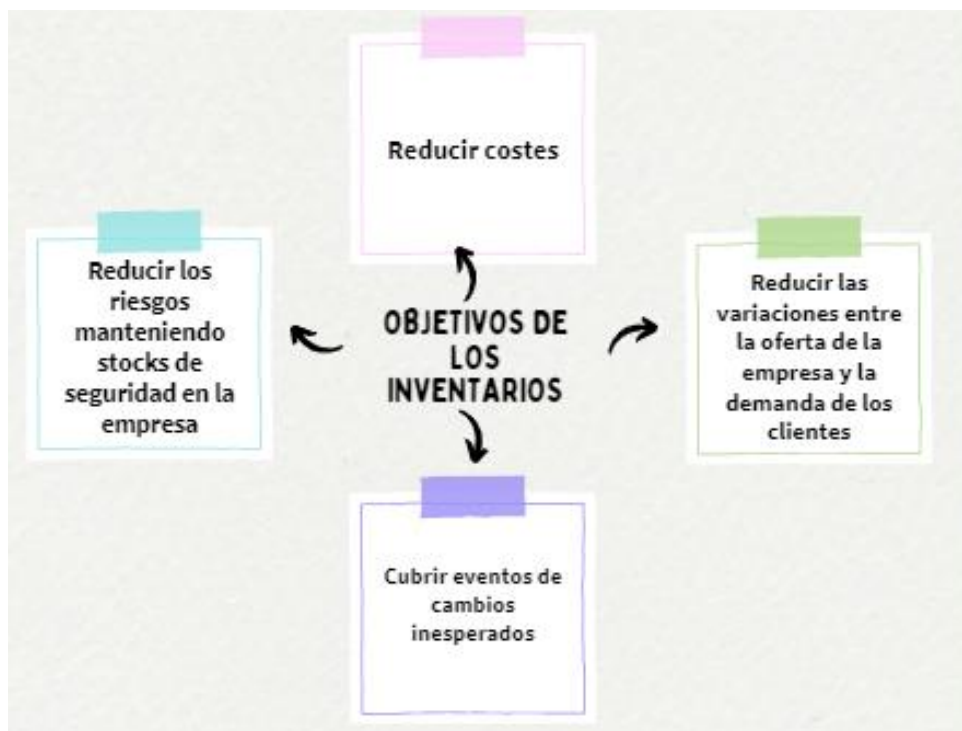 Reducir costes
Reducir los
riesgos
manteniendo
stocks de
seguridad en la
empresa
OBJETIVOS DE
LOS
INVENTARIOS
Reducir las
variaciones entre
la oferta de la
empresa y la
demanda de los
clientes
Cubrir eventos de
cambios
inesperados